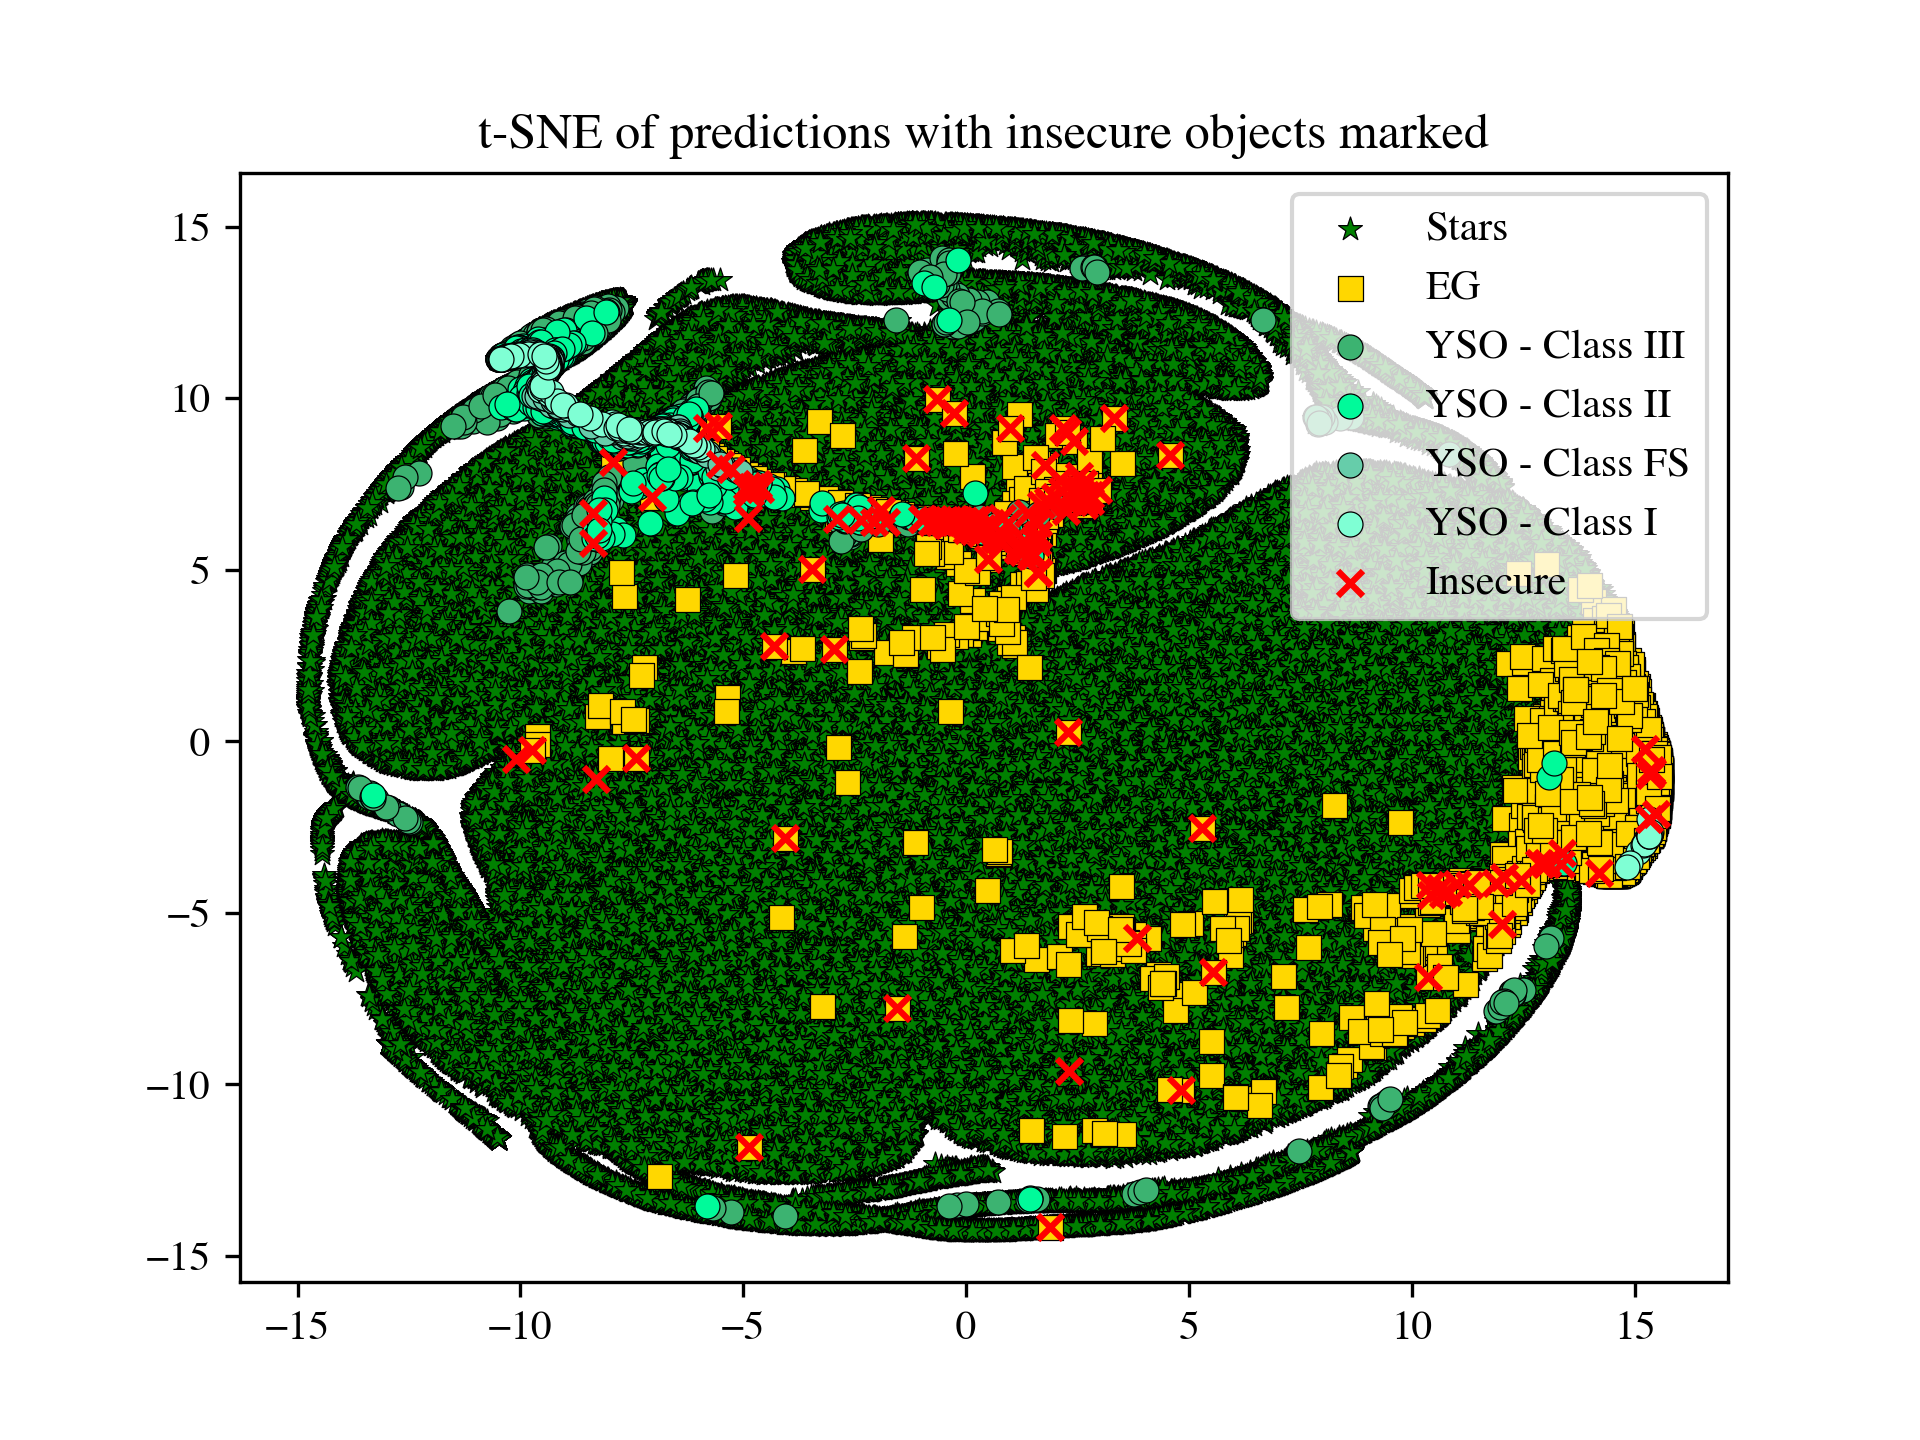 t-SNE of predictions with insecure objects marked
15
10
5
0
−5
−10
−15
−15
−10
−5
0
5
10
15
Stars
EG
YSO - Class III
YSO - Class II
YSO - Class FS
YSO - Class I
Insecure